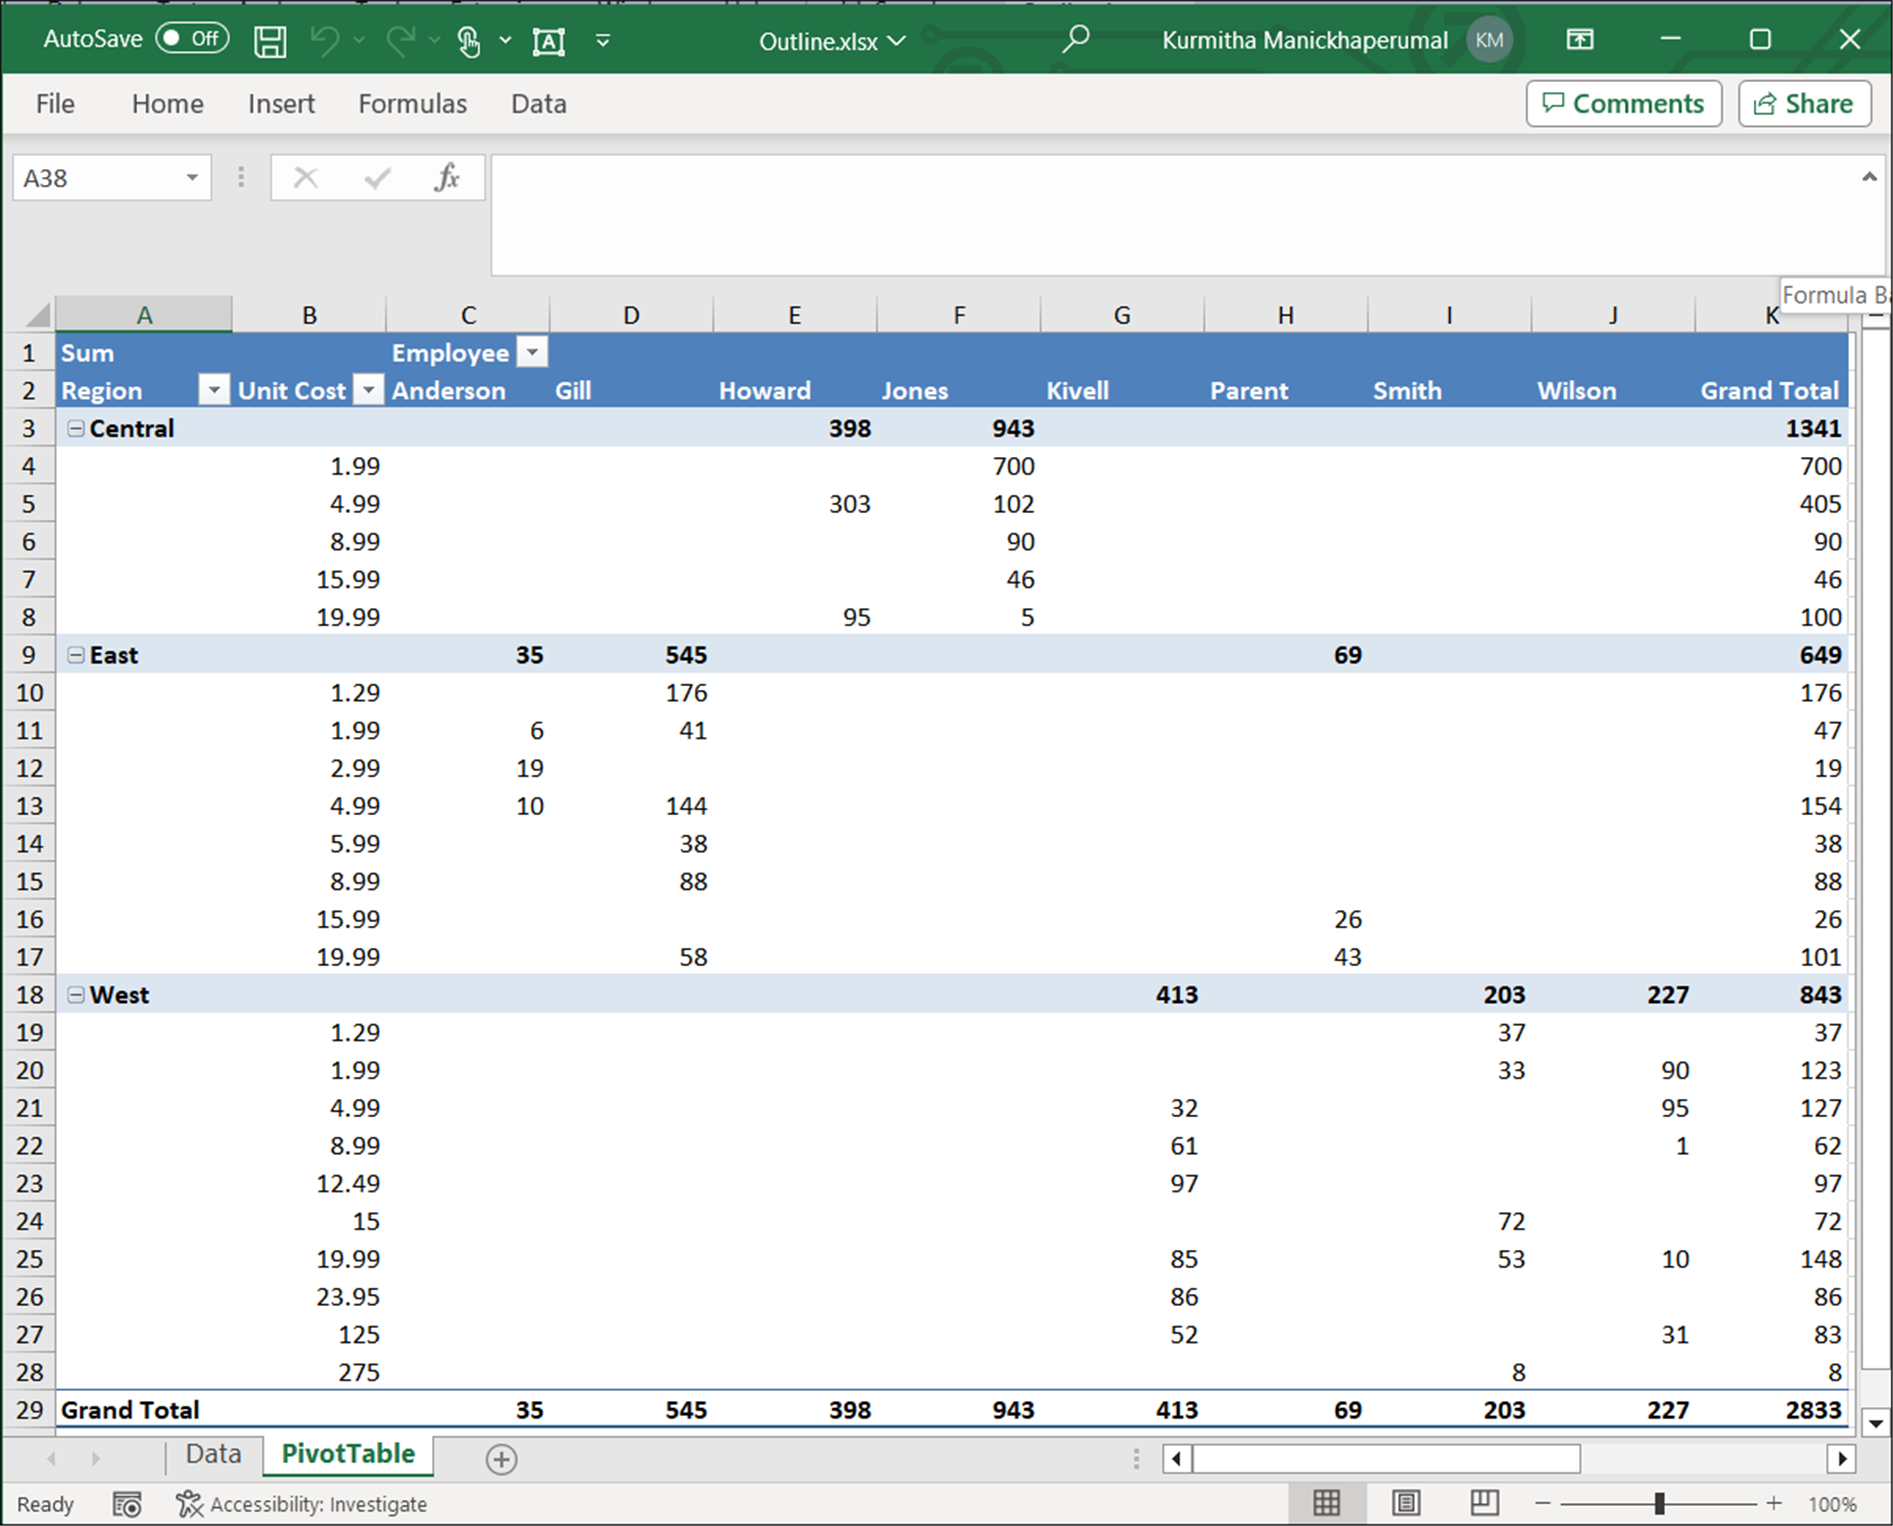 AutoSave Off Outline.xlsx Kurmitha Manickhaperumal KM
File Home Insert Formulas Data Comments Share
A38 fx
Formula
A B C D E F G H I J K
1 Sum Employee
2 Region Unit Cost Anderson Gill Howard Jones Kivell Parent Smith Wilson Grand Total
3 Central 398 943 1341
4 1.99 700 700
5 4.99 303 102 405
6 8.99 90 90
7 15.99 46 46
8 19.99 95 5 100
9 East 35 545 69 649
10 1.29 176 176
11 1.99 6 41 47
12 2.99 19 19
13 4.99 10 144 154
14 5.99 38 38
15 8.99 88 88
16 15.99 26 26
17 19.99 58 43 101
18 West 413 203 227 843
19 1.29 37 37
20 1.99 33 90 123
21 4.99 32 95 127
22 8.99 61 1 62
23 12.49 97 97
24 15 72 72
25 19.99 85 53 10 148
26 23.95 86 86
27 125 52 31 83
28 275 8 8
29 Grand Total 35 545 398 943 413 69 203 227 2833
Data PivotTable
Ready Accessibility: Investigate 100%